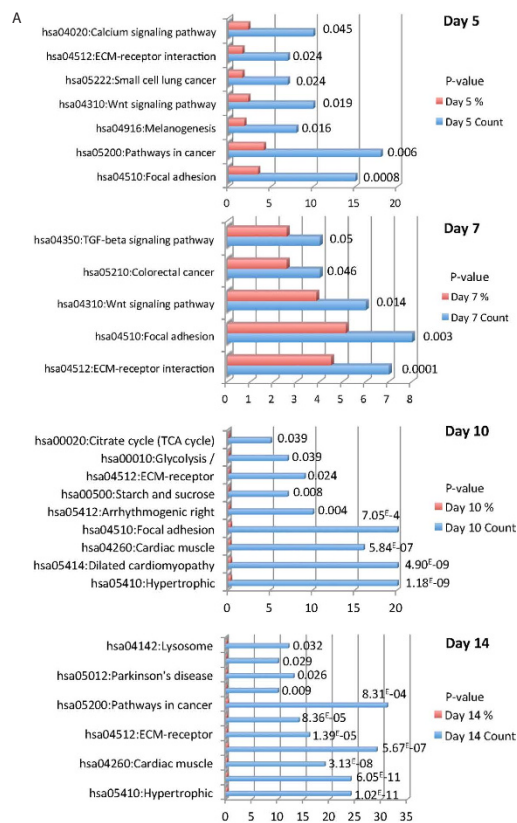 A
Day 5
hsa04020:Calcium signaling pathway 0.045
hsa04512:ECM-receptor interaction 0.024
hsa05222:Small cell lung cancer 0.024
hsa04310:Wnt signaling pathway 0.019
hsa04916:Melanogenesis 0.016
hsa05200:Pathways in cancer 0.006
hsa04510:Focal adhesion 0.0008
P-value
Day 5 %
Day 5 Count
0 5 10 15 20
Day 7
hsa04350:TGF-beta signaling pathway 0.05
hsa05210:Colorectal cancer 0.046
hsa04310:Wnt signaling pathway 0.014
hsa04510:Focal adhesion 0.003
hsa04512:ECM-receptor interaction 0.0001
P-value
Day 7 %
Day 7 Count
0 1 2 3 4 5 6 7 8
Day 10
hsa00020:Citrate cycle (TCA cycle) 0.039
hsa00010:Glycolysis / 0.039
hsa04512:ECM-receptor 0.024
hsa00500:Starch and sucrose 0.008
hsa05412:Arrhythmogenic right 0.004
hsa04510:Focal adhesion 7.05ᴱ-4
hsa04260:Cardiac muscle 5.84ᴱ-07
hsa05414:Dilated cardiomyopathy 4.90ᴱ-09
hsa05410:Hypertrophic 1.18ᴱ-09
P-value
Day 10 %
Day 10 Count
0 10 15 20
Day 14
hsa04142:Lysosome 0.032
0.029
hsa05012:Parkinson's disease 0.026
0.009
hsa05200:Pathways in cancer 8.31ᴱ-04
8.36ᴱ-05
hsa04512:ECM-receptor 1.39ᴱ-05
5.67ᴱ-07
hsa04260:Cardiac muscle 3.13ᴱ-08
6.05ᴱ-11
hsa05410:Hypertrophic 1.02ᴱ-11
P-value
Day 14 %
Day 14 Count
0 5 10 15 20 25 30 35